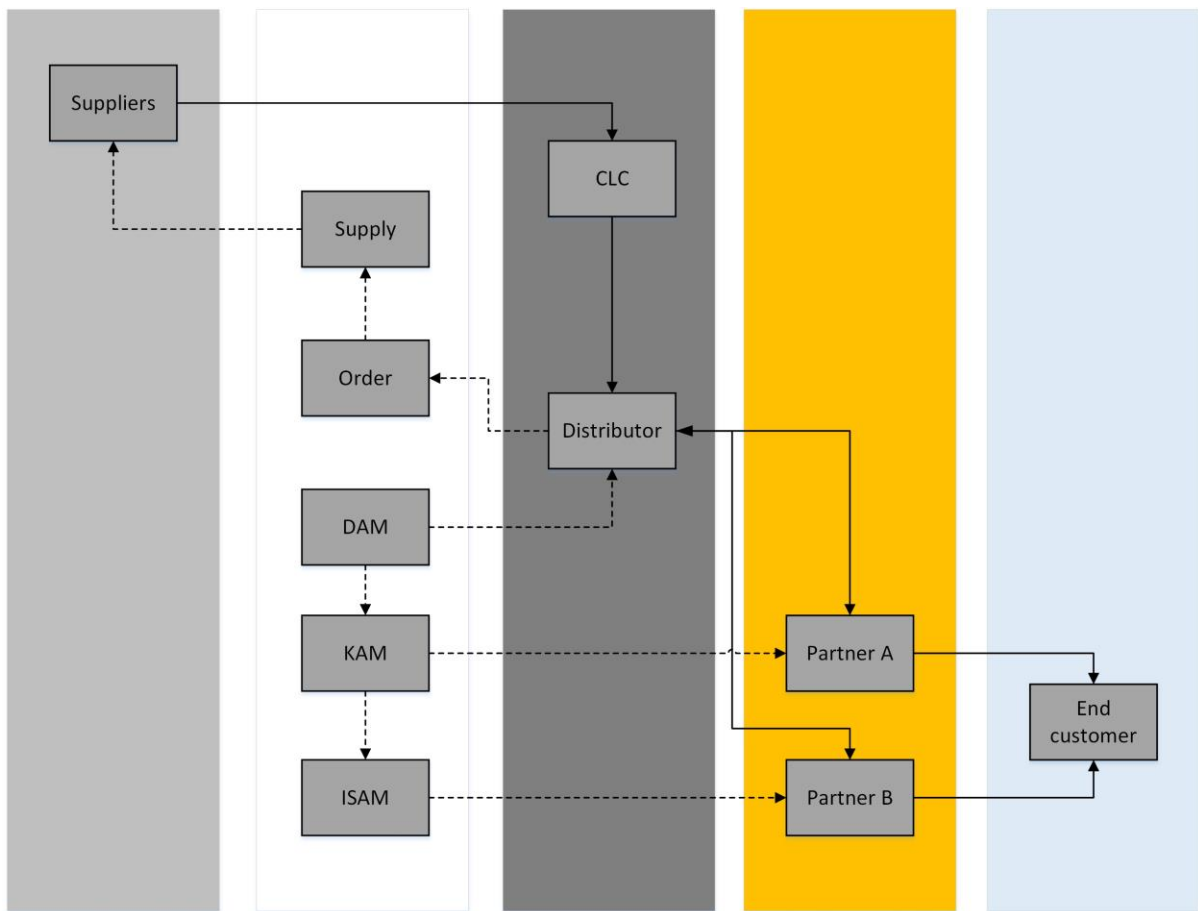 Suppliers
CLC
Supply
Order
Distributor
DAM
KAM
Partner A
End
customer
ISAM
Partner B